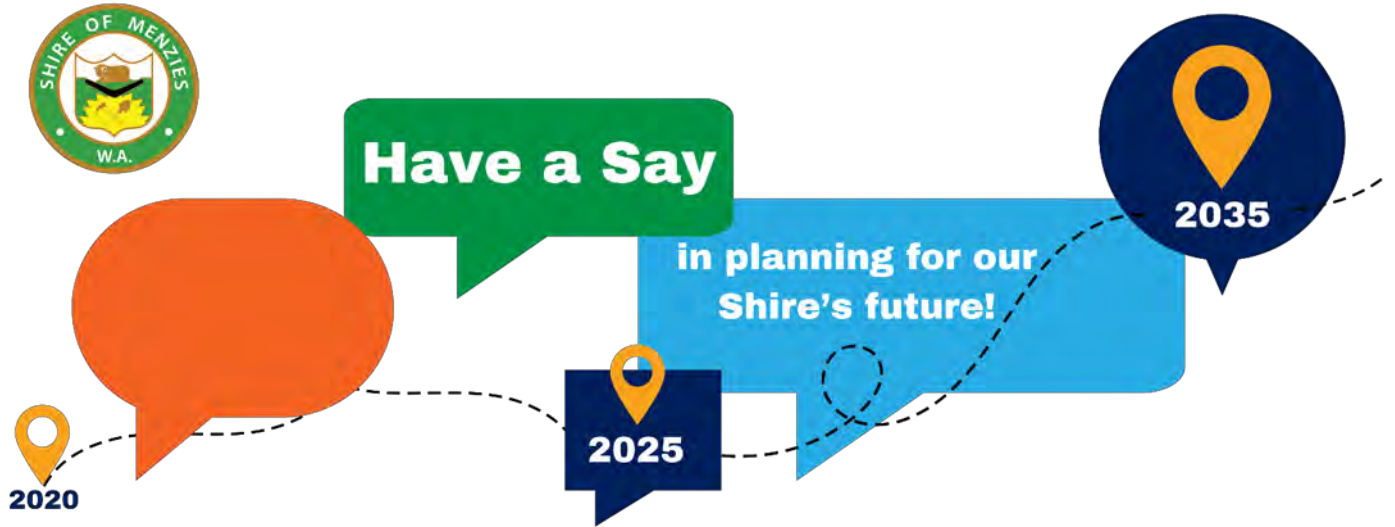 SHIRE OF MENZIES
W.A.
Have a Say
in planning for our
Shire's future!
2035
2025
2020